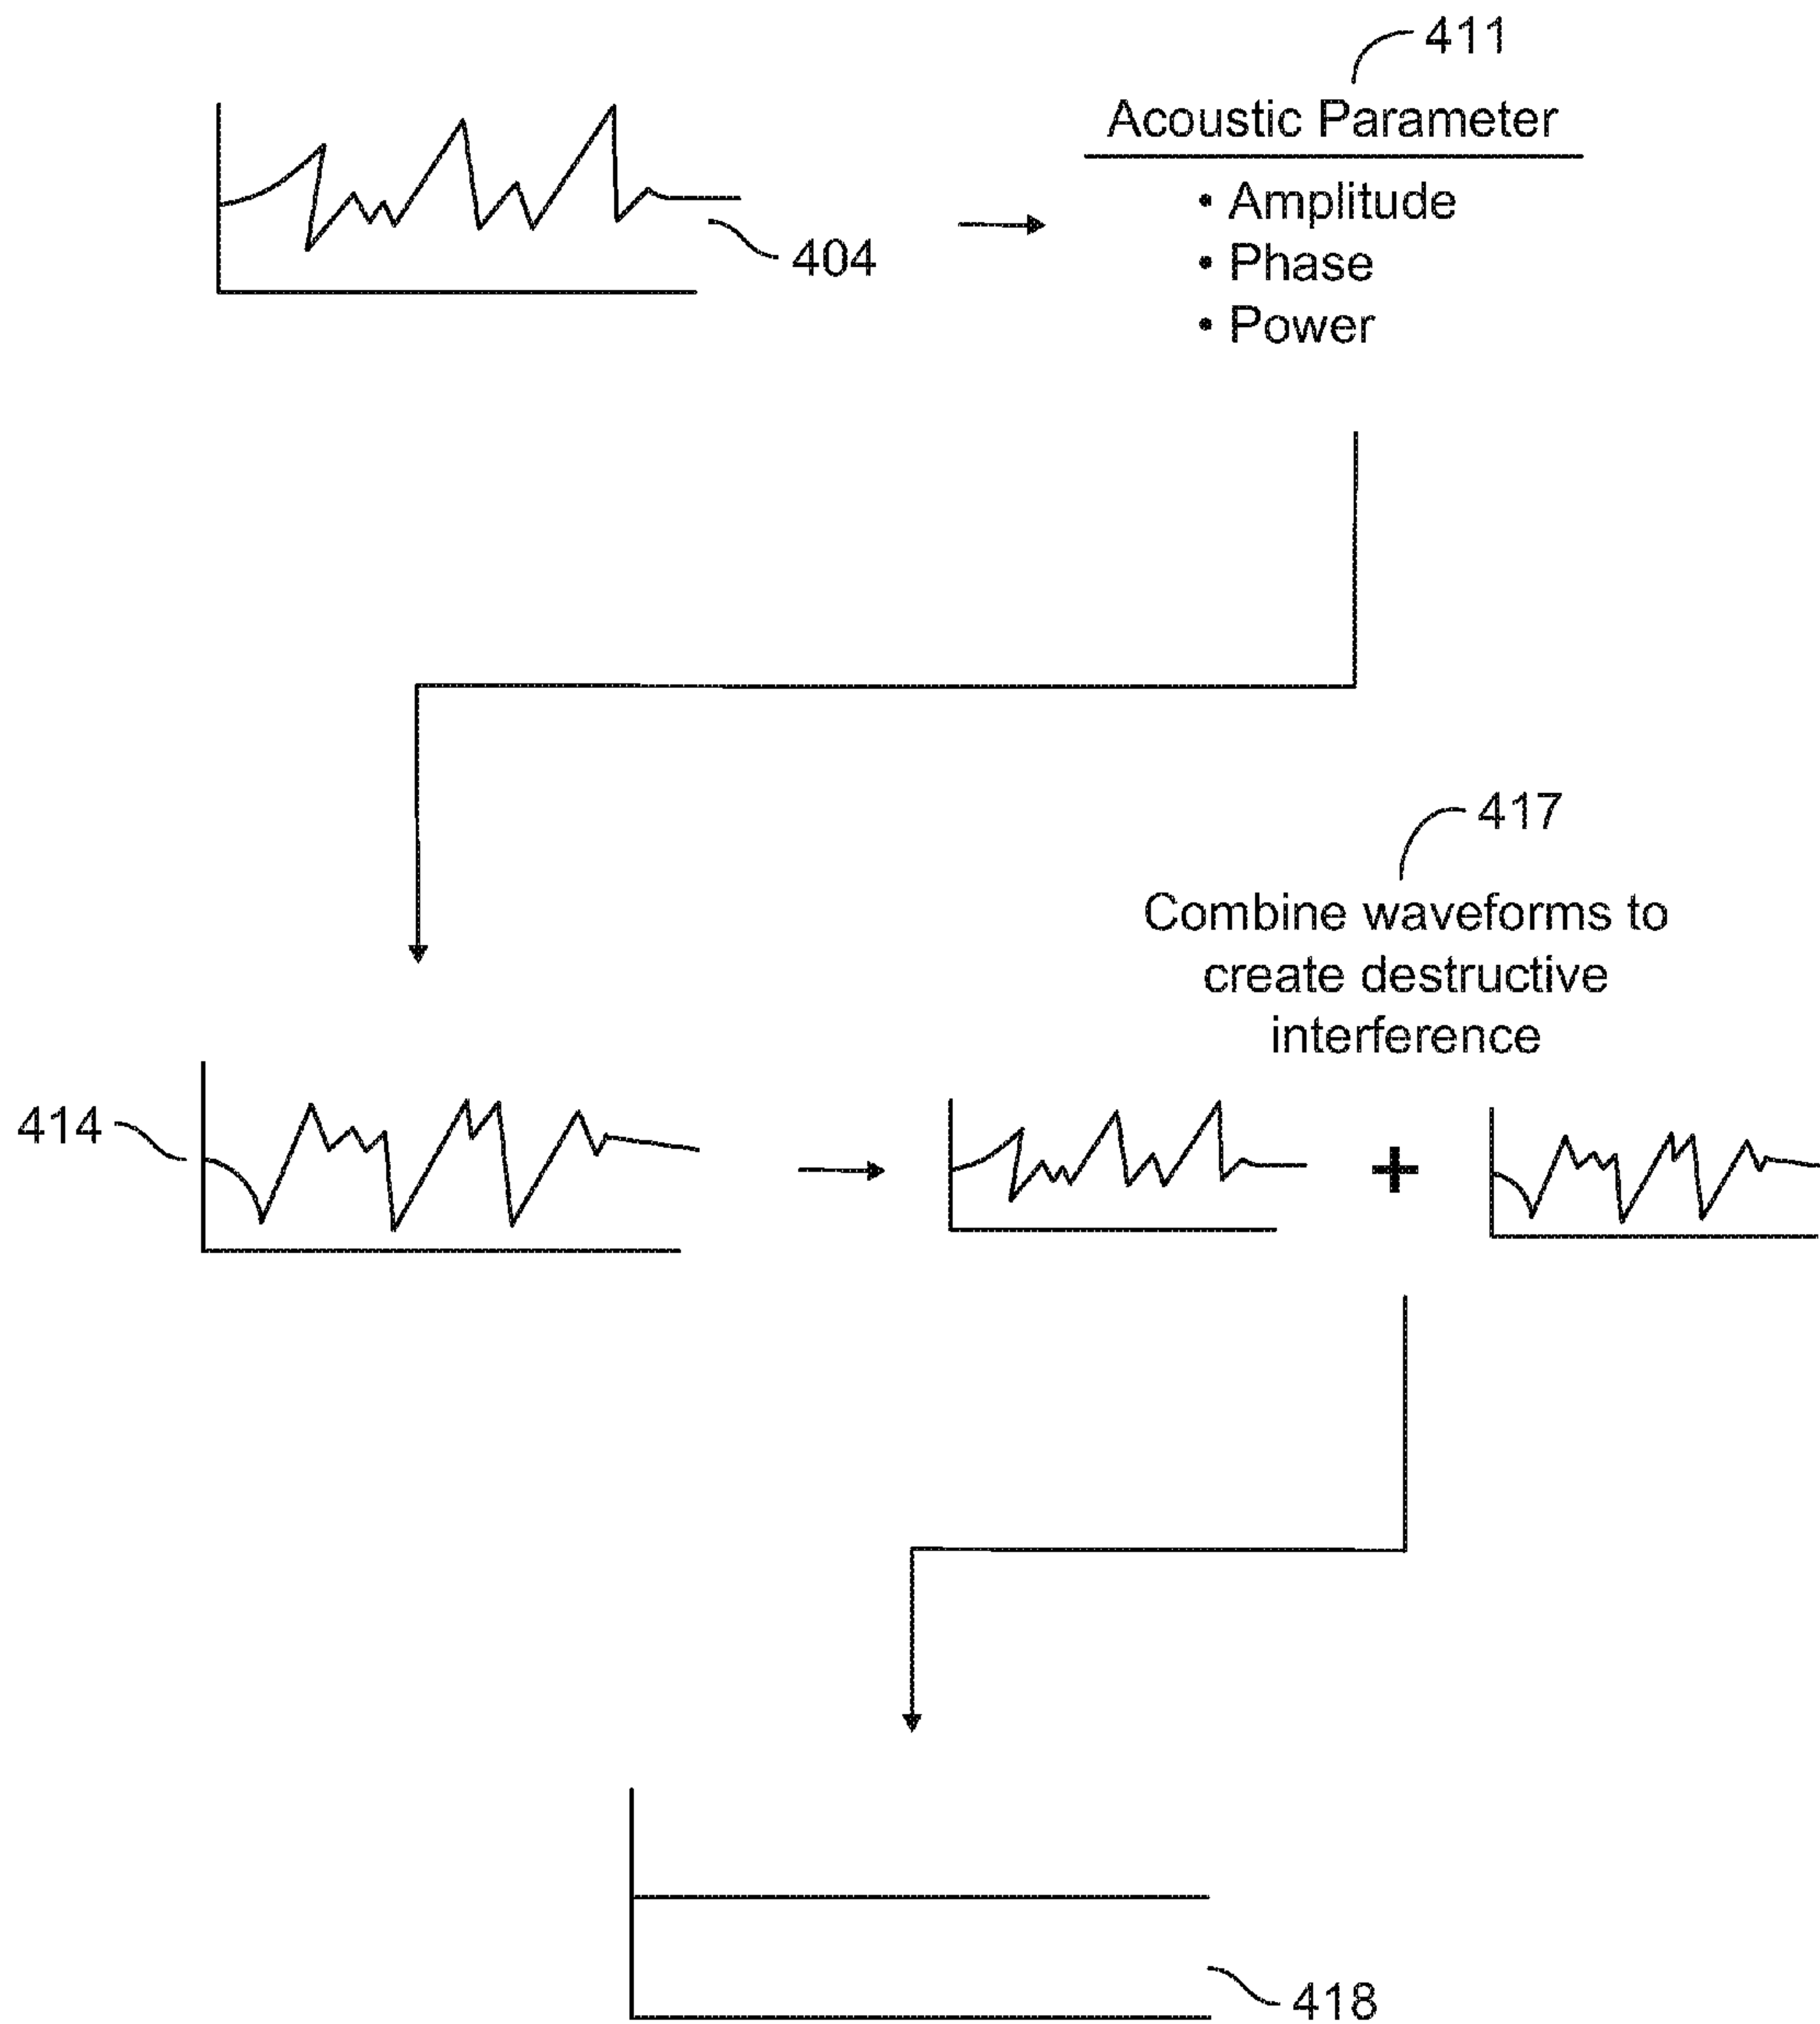 411
Acoustic Parameter
• Amplitude
• Phase
• Power
404
417
Combine waveforms to
create destructive
interference
414
+
418